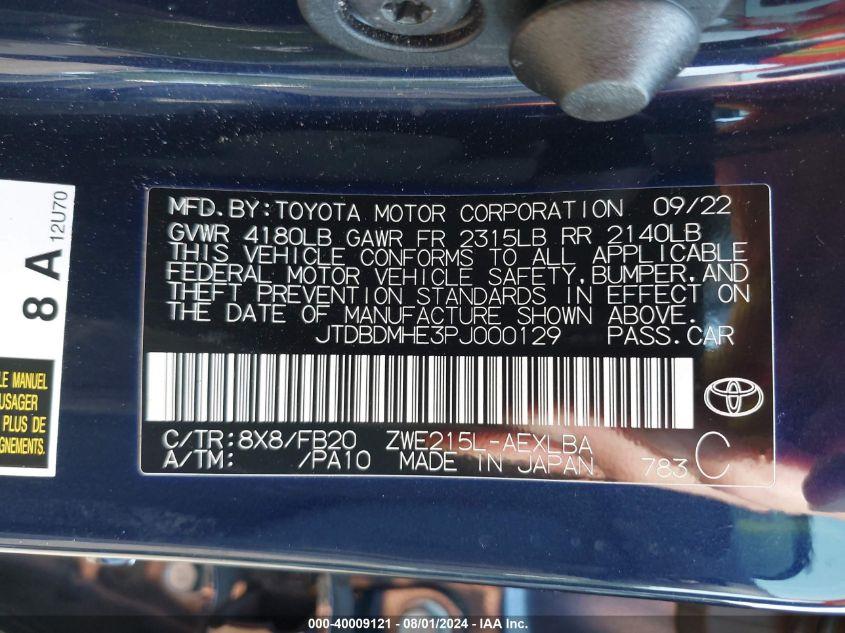 MFD.BY:TOYOTA MOTOR CORPORATION 09/22
GVWR 4180LB GAWR FR 2315LB RR 2140LB
THIS VEHICLE CONFORMS TO ALL APPLICABLE
FEDERAL MOTOR VEHICLE SAFETY,BUMPER,AND
THEFT PREVENTION STANDARDS IN EFFECT ON
THE DATE OF MANUFACTURE SHOWN ABOVE.
JTDBDMHE3PJ000129 PASS.CAR
C/TR:8X8/FB20 ZWE215L-AEXLBA
A/TM: /PA10 MADE IN JAPAN 783 C
8 A 12U70
LE MANUEL
USAGER
PLUS DE
SEIGNEMENTS
000-40009121 - 08/01/2024 - IAA Inc.